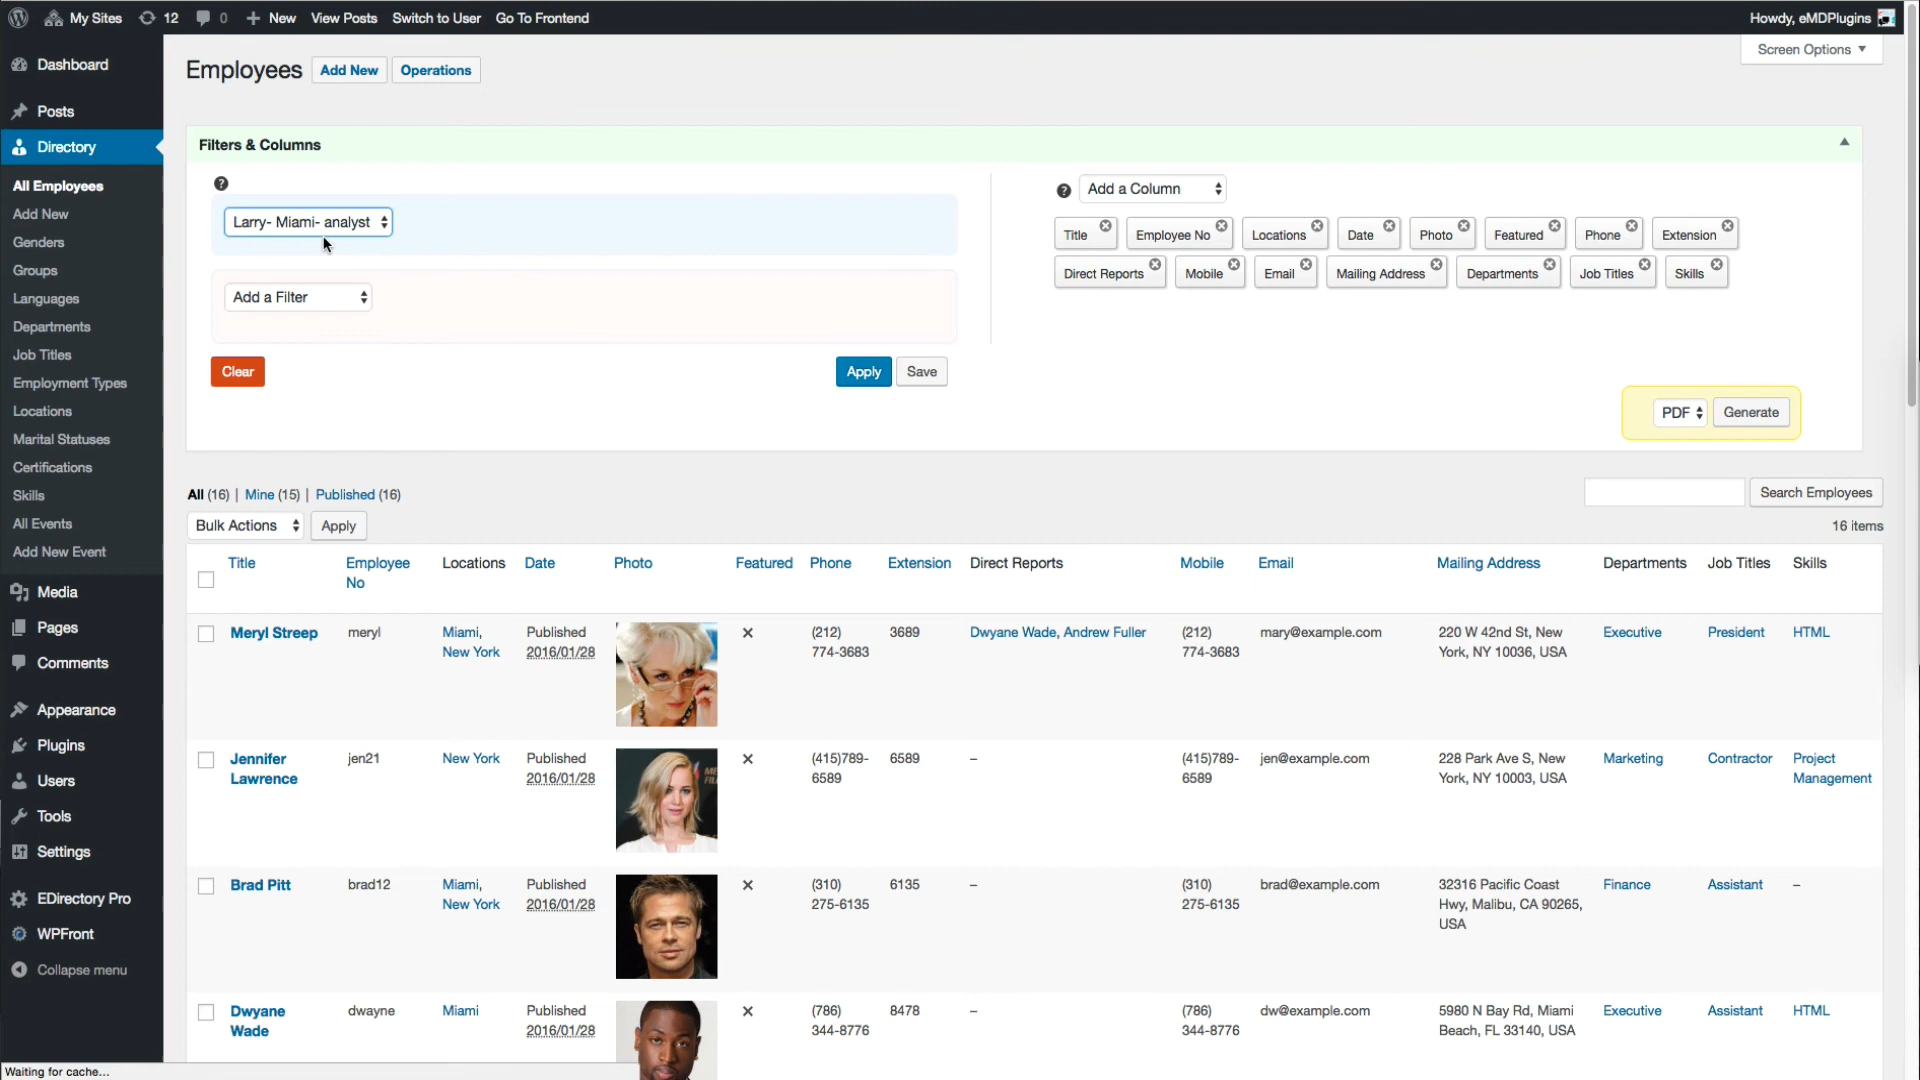 My Sites 12 0 New View Posts Switch to User Go To Frontend Howdy, eMDPlugins
Screen Options
Dashboard
Posts
Directory
All Employees
Add New
Genders
Groups
Languages
Departments
Job Titles
Employment Types
Locations
Marital Statuses
Certifications
Skills
All Events
Add New Event
Media
Pages
Comments
Appearance
Plugins
Users
Tools
Settings
EDirectory Pro
WPFront
Collapse menu
Employees Add New Operations
Filters & Columns
Larry- Miami- analyst
Add a Filter
Clear Apply Save
Add a Column
Title Employee No Locations Date Photo Featured Phone Extension
Direct Reports Mobile Email Mailing Address Departments Job Titles Skills
PDF Generate
All (16) | Mine (15) | Published (16)
Search Employees
Bulk Actions Apply
16 items
Title Employee No Locations Date Photo Featured Phone Extension Direct Reports Mobile Email Mailing Address Departments Job Titles Skills
Meryl Streep meryl Miami, (212) 3689 Dwyane Wade, Andrew Fuller (212) mary@example.com 220 W 42nd St, New Executive President HTML
New York Published 2016/01/28 774-3683 774-3683 York, NY 10036, USA
Jennifer jen21 New York Published (415)789- 6589 – (415)789- jen@example.com 228 Park Ave S, New Marketing Contractor Project
Lawrence 2016/01/28 6589 6589 York, NY 10003, USA Management
Brad Pitt brad12 Miami, Published (310) 6135 – (310) brad@example.com 32316 Pacific Coast Finance Assistant –
New York 2016/01/28 275-6135 275-6135 Hwy, Malibu, CA 90265,
USA
Dwyane dwayne Miami Published (786) 8478 – (786) dw@example.com 5980 N Bay Rd, Miami Executive Assistant HTML
Wade 2016/01/28 344-8776 344-8776 Beach, FL 33140, USA
Waiting for cache...